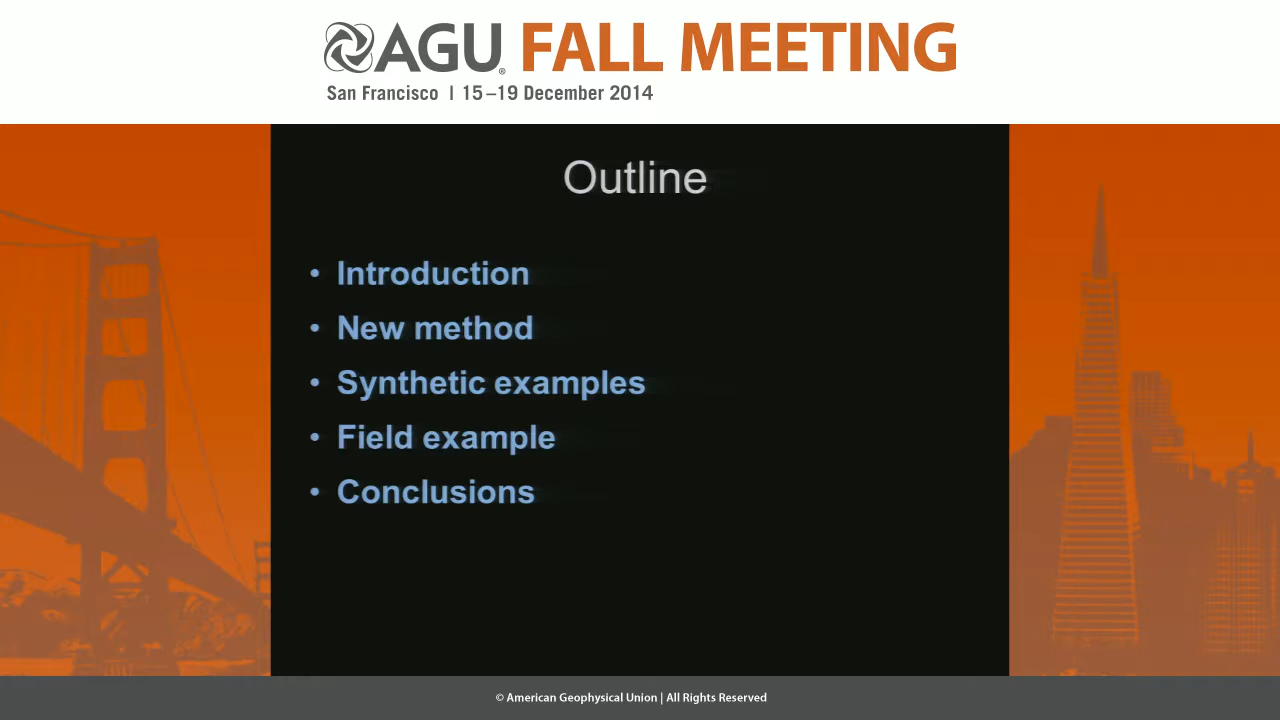 AGU® FALL MEETING
San Francisco | 15–19 December 2014
Outline
• Introduction
• New method
• Synthetic examples
• Field example
• Conclusions
© American Geophysical Union | All Rights Reserved